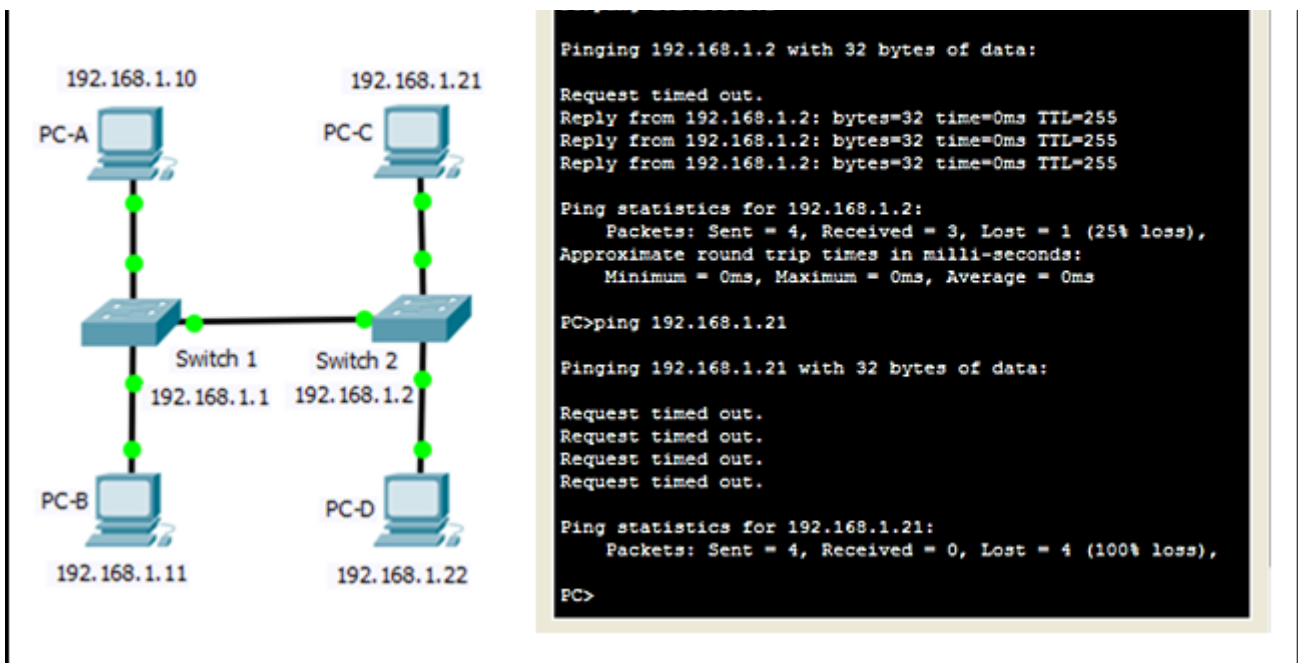 192.168.1.10
192.168.1.21
PC-A
PC-C
Switch 1
Switch 2
192.168.1.1
192.168.1.2
PC-B
PC-D
192.168.1.11
192.168.1.22
Pinging 192.168.1.2 with 32 bytes of data:
Request timed out.
Reply from 192.168.1.2: bytes=32 time=0ms TTL=255
Reply from 192.168.1.2: bytes=32 time=0ms TTL=255
Reply from 192.168.1.2: bytes=32 time=0ms TTL=255
Ping statistics for 192.168.1.2:
Packets: Sent = 4, Received = 3, Lost = 1 (25% loss),
Approximate round trip times in milli-seconds:
Minimum = 0ms, Maximum = 0ms, Average = 0ms
PC>ping 192.168.1.21
Pinging 192.168.1.21 with 32 bytes of data:
Request timed out.
Request timed out.
Request timed out.
Request timed out.
Ping statistics for 192.168.1.21:
Packets: Sent = 4, Received = 0, Lost = 4 (100% loss),
PC>